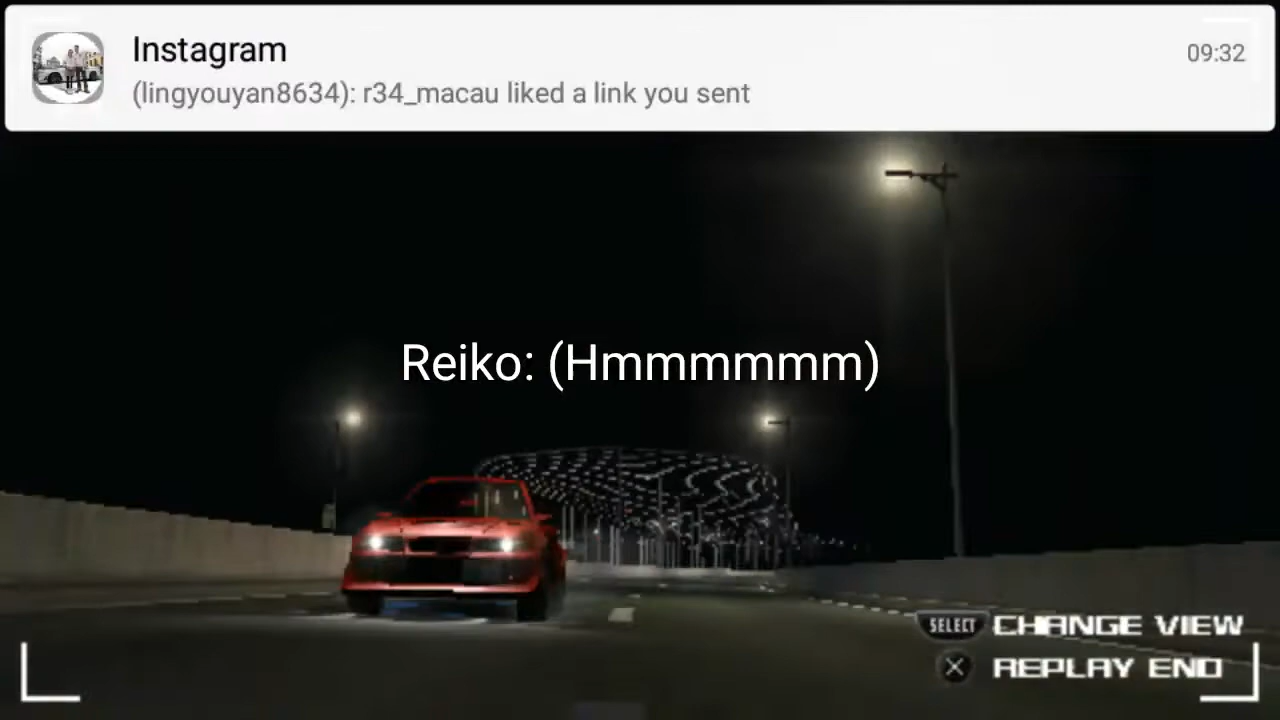 Instagram
09:32
(lingyouyan8634): r34_macau liked a link you sent
Reiko: (Hmmmmmm)
SELECT CHANGE VIEW
REPLAY END